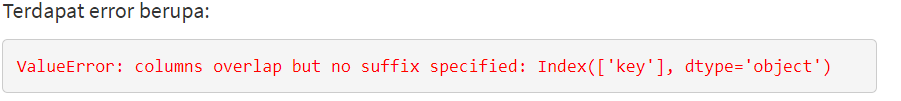 Terdapat error berupa:
ValueError: columns overlap but no suffix specified: Index(['key'], dtype='object')